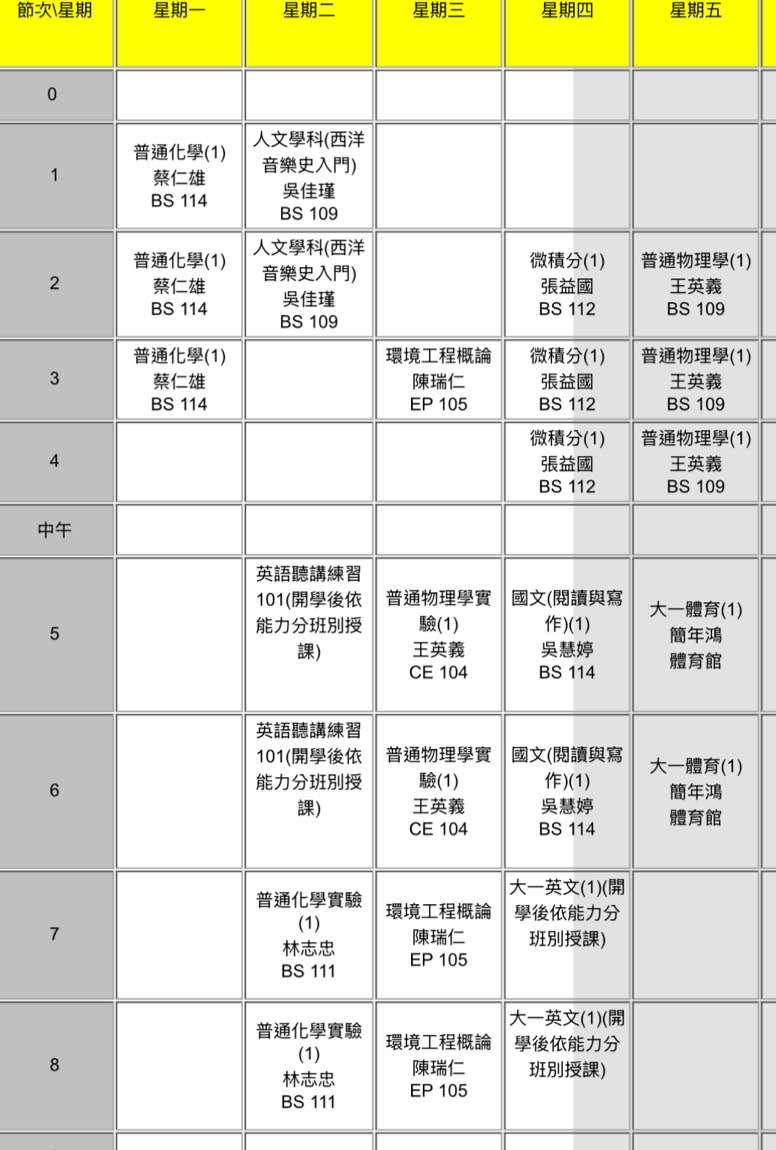 節次\星期 星期一 星期二 星期三 星期四 星期五
0
1
普通化學(1)
蔡仁雄
BS 114
人文學科(西洋
音樂史入門)
吳佳瑾
BS 109
2
普通化學(1)
蔡仁雄
BS 114
人文學科(西洋
音樂史入門)
吳佳瑾
BS 109
微積分(1)
張益國
BS 112
普通物理學(1)
王英義
BS 109
3
普通化學(1)
蔡仁雄
BS 114
環境工程概論
陳瑞仁
EP 105
微積分(1)
張益國
BS 112
普通物理學(1)
王英義
BS 109
4
微積分(1)
張益國
BS 112
普通物理學(1)
王英義
BS 109
中午
5
英語聽講練習
101(開學後依
能力分班別授
課)
普通物理學實
驗(1)
王英義
CE 104
國文(閱讀與寫
作)(1)
吳慧婷
BS 114
大一體育(1)
簡年鴻
體育館
6
英語聽講練習
101(開學後依
能力分班別授
課)
普通物理學實
驗(1)
王英義
CE 104
國文(閱讀與寫
作)(1)
吳慧婷
BS 114
大一體育(1)
簡年鴻
體育館
7
普通化學實驗
(1)
林志忠
BS 111
環境工程概論
陳瑞仁
EP 105
大一英文(1)(開
學後依能力分
班別授課)
8
普通化學實驗
(1)
林志忠
BS 111
環境工程概論
陳瑞仁
EP 105
大一英文(1)(開
學後依能力分
班別授課)